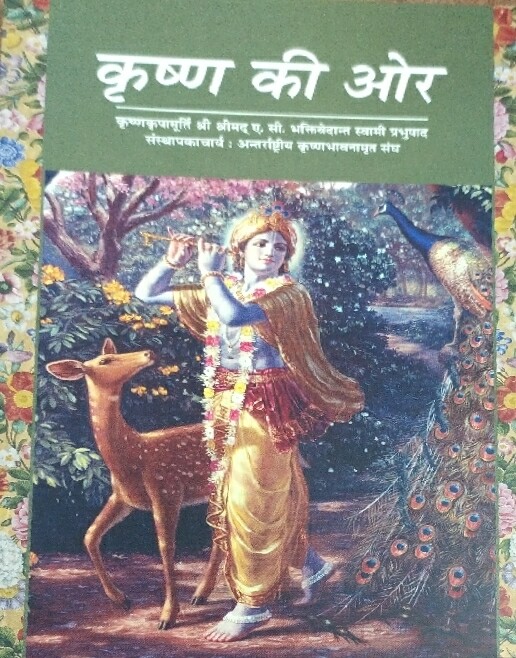 कृष्ण की ओर
कृष्णकृपामूर्ति श्री श्रीमद् ए. सी. भक्तिवेदान्त स्वामी प्रभुपाद
संस्थापकाचार्य : अन्तर्राष्ट्रीय कृष्णभावनामृत संघ